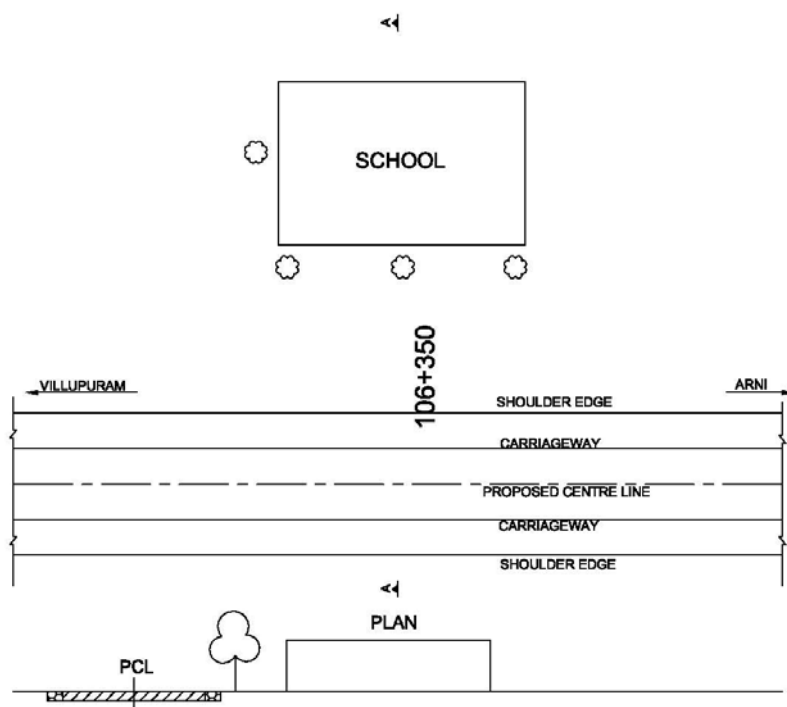 A
SCHOOL
106+350
VILLUPURAM
ARNI
SHOULDER EDGE
CARRIAGEWAY
PROPOSED CENTRE LINE
CARRIAGEWAY
SHOULDER EDGE
A
PLAN
PCL